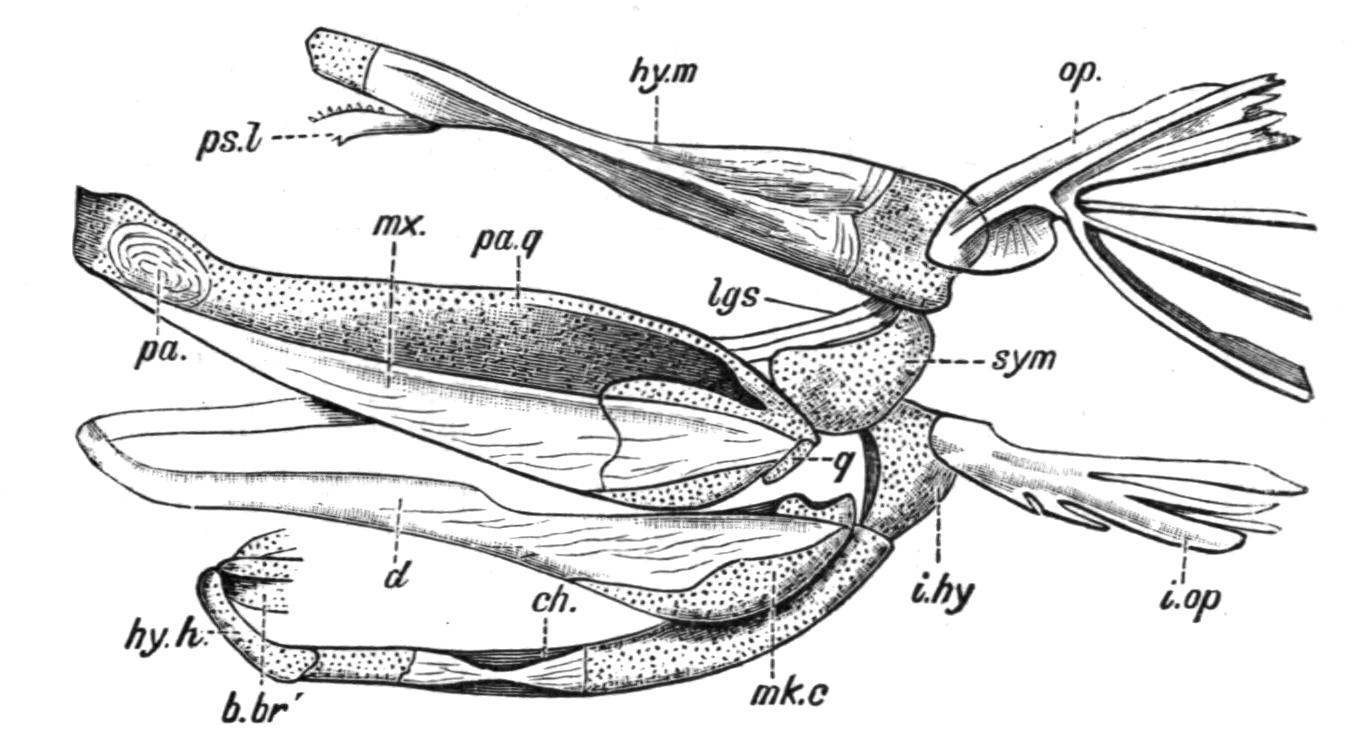 hy.m
op.
ps.l
mx.
pa.q
lgs
pa.
sym
q
d
ch.
i.hy
i.op
hy.h.
mk.c
b.br′